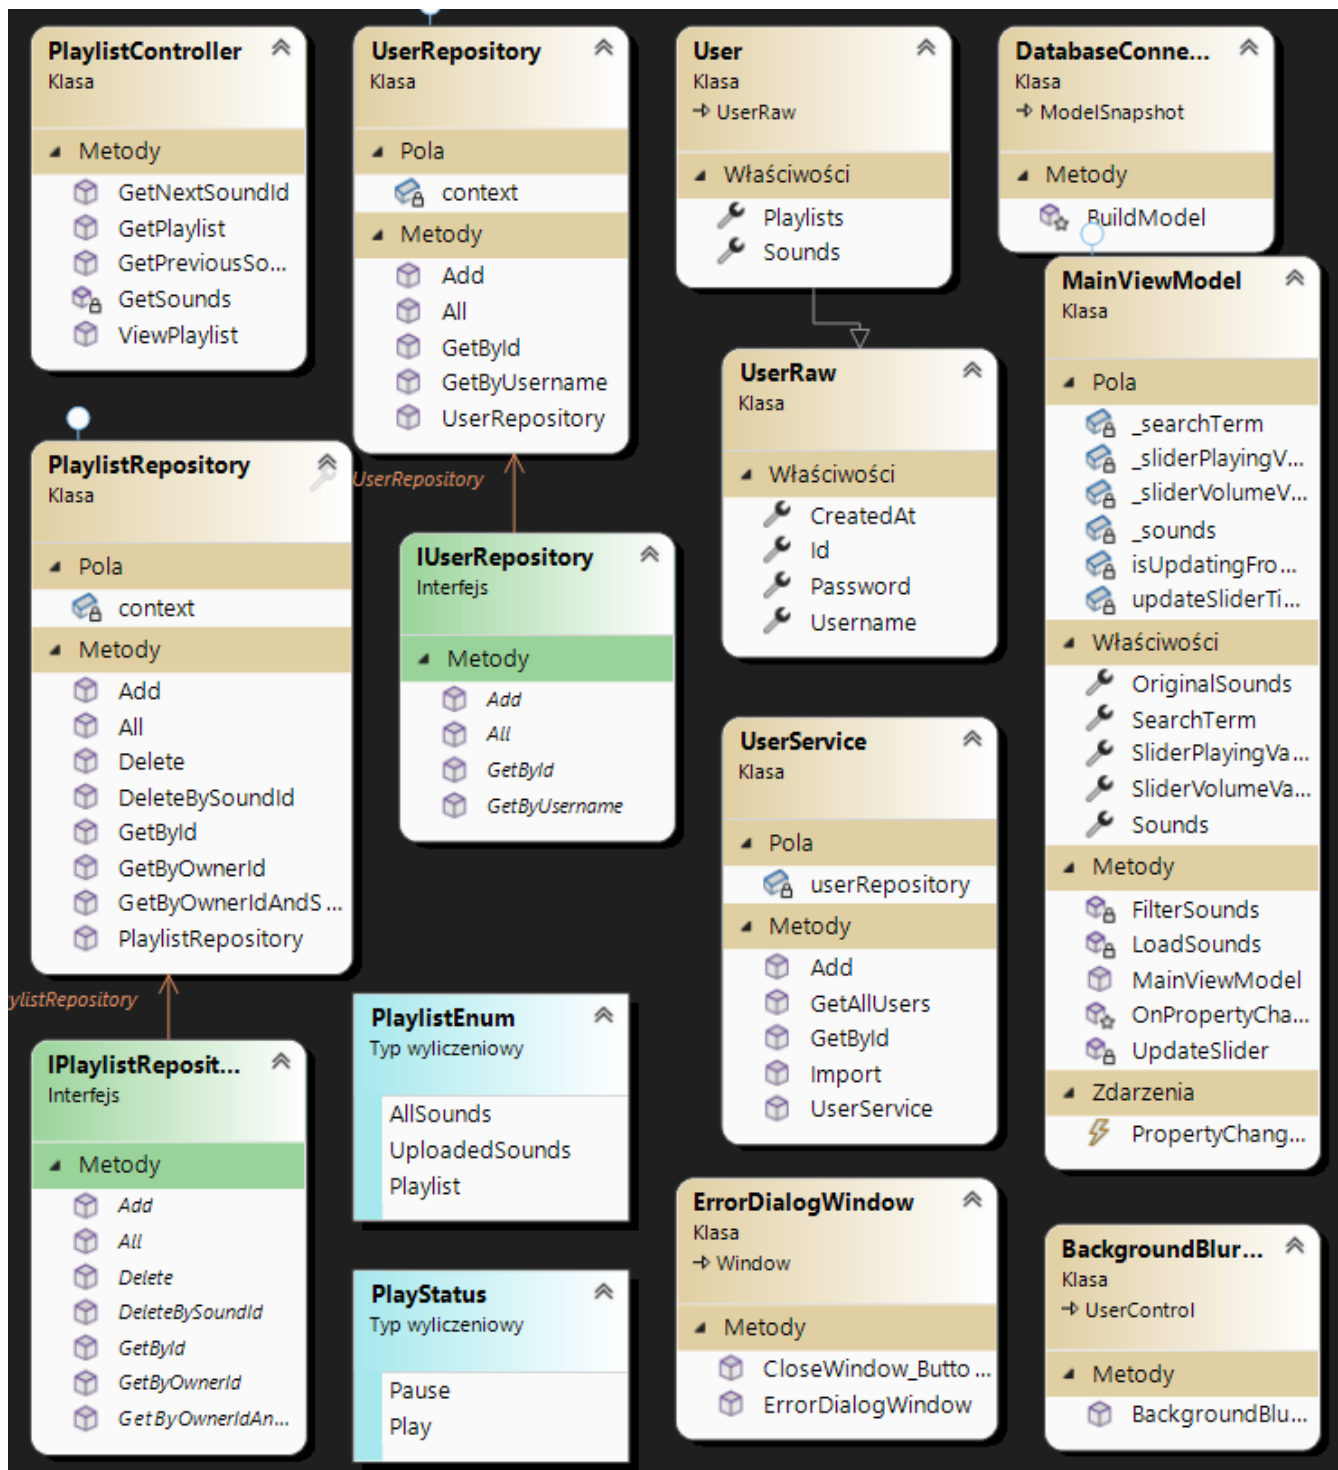 PlaylistController
Klasa
Metody
GetNextSoundId
GetPlaylist
GetPreviousSo...
GetSounds
ViewPlaylist
UserRepository
Klasa
Pola
context
Metody
Add
All
GetById
GetByUsername
UserRepository
User
Klasa
UserRaw
Właściwości
Playlists
Sounds
DatabaseConne...
Klasa
ModelSnapshot
Metody
BuildModel
PlaylistRepository
Klasa
Pola
context
Metody
Add
All
Delete
DeleteBySoundId
GetById
GetByOwnerId
GetByOwnerIdAndS...
PlaylistRepository
UserRepository
IUserRepository
Interfejs
Metody
Add
All
GetById
GetByUsername
UserRaw
Klasa
Właściwości
CreatedAt
Id
Password
Username
MainViewModel
Klasa
Pola
_searchTerm
_sliderPlayingV...
_sliderVolumeV...
_sounds
isUpdatingFro...
updateSliderTi...
Właściwości
OriginalSounds
SearchTerm
SliderPlayingVa...
SliderVolumeVa...
Sounds
Metody
FilterSounds
LoadSounds
MainViewModel
OnPropertyCha...
UpdateSlider
Zdarzenia
PropertyChang...
UserService
Klasa
Pola
userRepository
Metody
Add
GetAllUsers
GetById
Import
UserService
ylistRepository
IPlaylistReposit...
Interfejs
Metody
Add
All
Delete
DeleteBySoundId
GetById
GetByOwnerId
GetByOwnerIdAn...
PlaylistEnum
Typ wyliczeniowy
AllSounds
UploadedSounds
Playlist
PlayStatus
Typ wyliczeniowy
Pause
Play
ErrorDialogWindow
Klasa
Window
Metody
CloseWindow_Butto...
ErrorDialogWindow
BackgroundBlur...
Klasa
UserControl
Metody
BackgroundBlu...